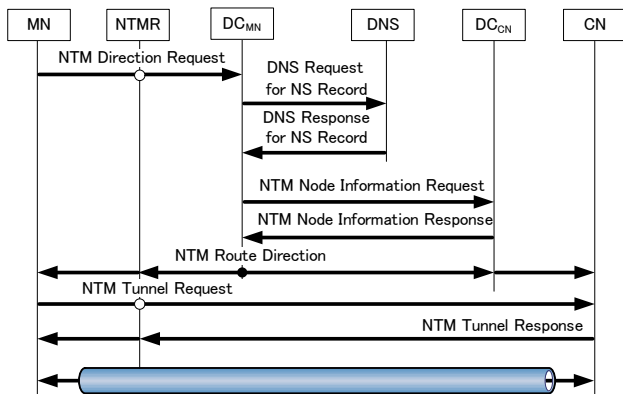 MN NTMR DCMN DNS DCCN CN
NTM Direction Request
DNS Request
for NS Record
DNS Response
for NS Record
NTM Node Information Request
NTM Node Information Response
NTM Route Direction
NTM Tunnel Request
NTM Tunnel Response